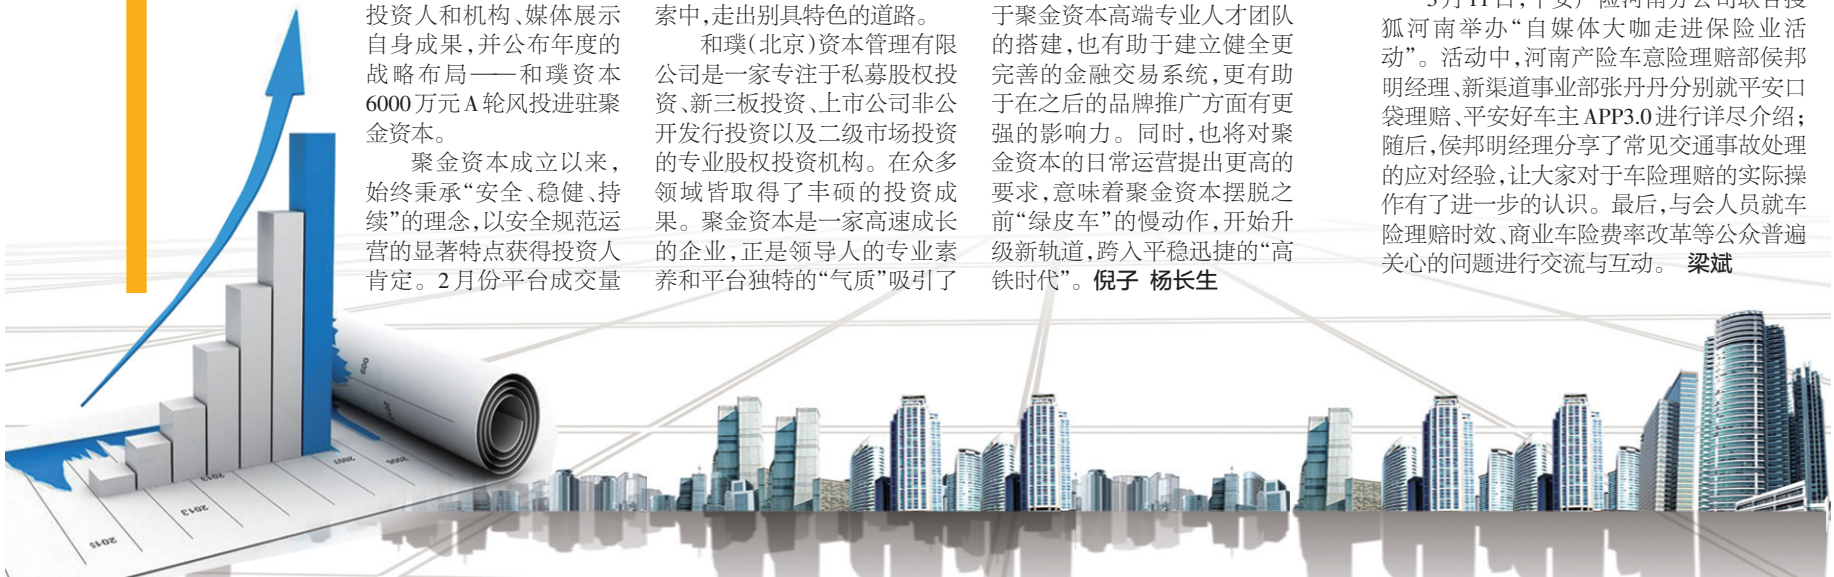 投资人和机构、媒体展示
自身成果,并公布年度的
战略布局——和璞资本
6000万元A轮风投进驻聚
金资本。
聚金资本成立以来,
始终秉承“安全、稳健、持
续”的理念,以安全规范运
营的显著特点获得投资人
肯定。2月份平台成交量
索中,走出别具特色的道路。
和璞(北京)资本管理有限
公司是一家专注于私募股权投
资、新三板投资、上市公司非公
开发行投资以及二级市场投资
的专业股权投资机构。在众多
领域皆取得了丰硕的投资成
果。聚金资本是一家高速成长
的企业,正是领导人的专业素
养和平台独特的“气质”吸引了
于聚金资本高端专业人才团队
的搭建,也有助于建立健全更
完善的金融交易系统,更有助
于在之后的品牌推广方面有更
强的影响力。同时,也将对聚
金资本的日常运营提出更高的
要求,意味着聚金资本摆脱之
前“绿皮车”的慢动作,开始升
级新轨道,跨入平稳迅捷的“高
铁时代”。倪子 杨长生
3月11日,平安产险河南分公司联合搜
狐河南举办“自媒体大咖走进保险业活
动”。活动中,河南产险车意险理赔部侯邦
明经理、新渠道事业部张丹丹分别就平安口
袋理赔、平安好车主APP3.0进行详尽介绍;
随后,侯邦明经理分享了常见交通事故处理
的应对经验,让大家对于车险理赔的实际操
作有了进一步的认识。最后,与会人员就车
险理赔时效、商业车险费率改革等公众普遍
关心的问题进行交流与互动。 梁斌
600
2007
2013
2015